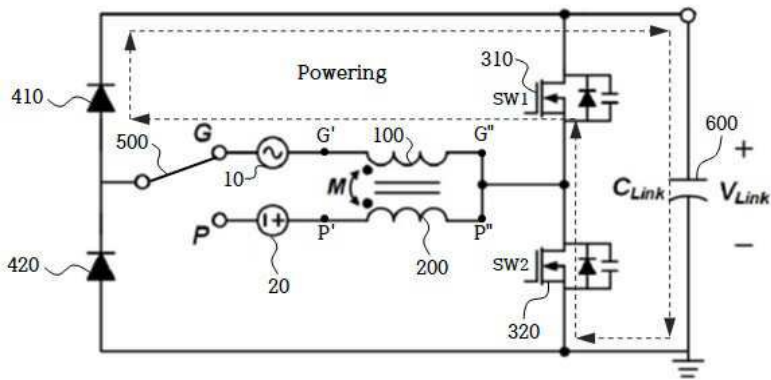 Powering
310
SW1
410
G
G'
100
G"
500
10
M
600
+
C_Link
V_Link
P
P'
P"
−
420
20
200
SW2
320